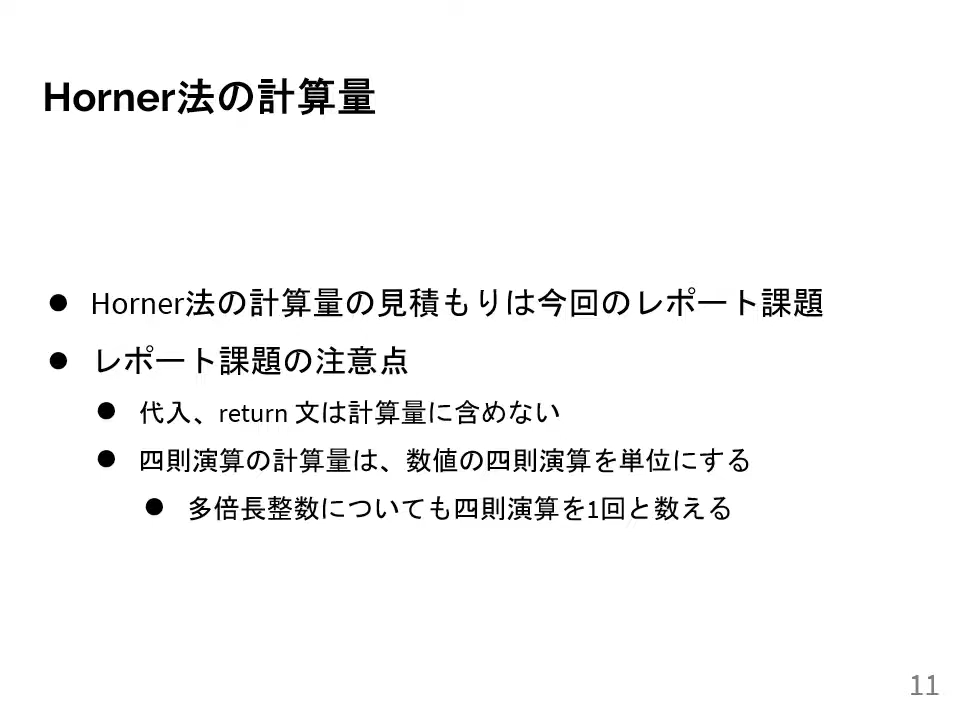 Horner法の計算量
● Horner法の計算量の見積もりは今回のレポート課題
● レポート課題の注意点
● 代入、return 文は計算量に含めない
● 四則演算の計算量は、数値の四則演算を単位にする
● 多倍長整数についても四則演算を1回と数える
11